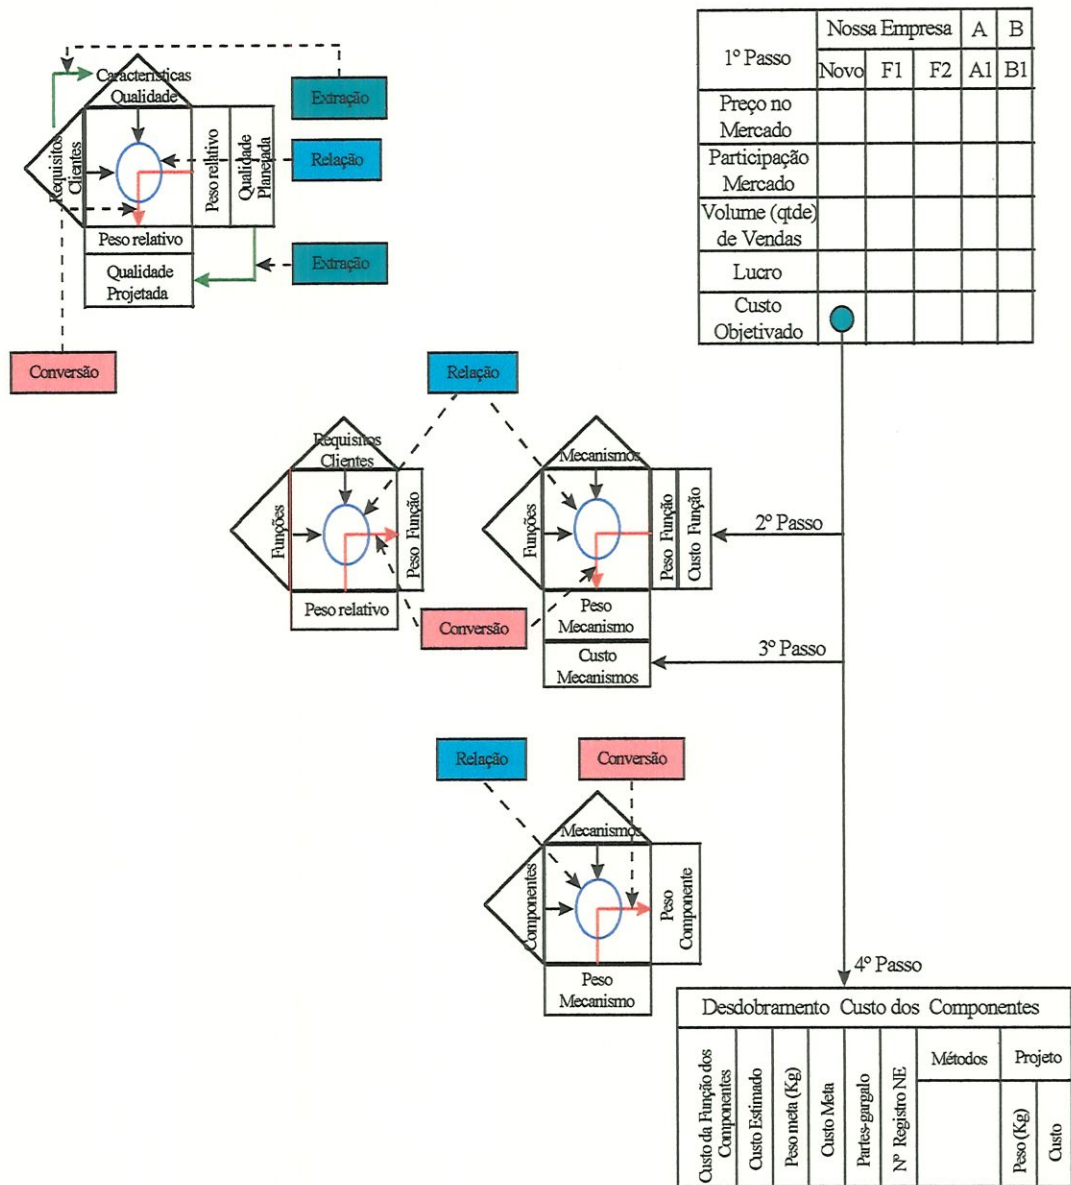 Características
Qualidade
Requisitos
Clientes
Peso relativo
Qualidade
Planejada
Peso relativo
Qualidade
Projetada
Extração
Relação
Extração
Conversão
1º Passo
Nossa Empresa
A
B
Novo
F1
F2
A1
B1
Preço no
Mercado
Participação
Mercado
Volume (qtde)
de Vendas
Lucro
Custo
Objetivado
Relação
Requisitos
Clientes
Funções
Peso Função
Peso relativo
Conversão
Mecanismos
Funções
Peso Função
Custo Função
Peso
Mecanismo
Custo
Mecanismos
2º Passo
3º Passo
Relação
Conversão
Mecanismos
Componentes
Peso
Componente
Peso
Mecanismo
4º Passo
Desdobramento Custo dos Componentes
Custo da Função dos
Componentes
Custo Estimado
Peso meta (Kg)
Custo Meta
Partes-gargalo
Nº Registro NE
Métodos
Projeto
Peso (Kg)
Custo